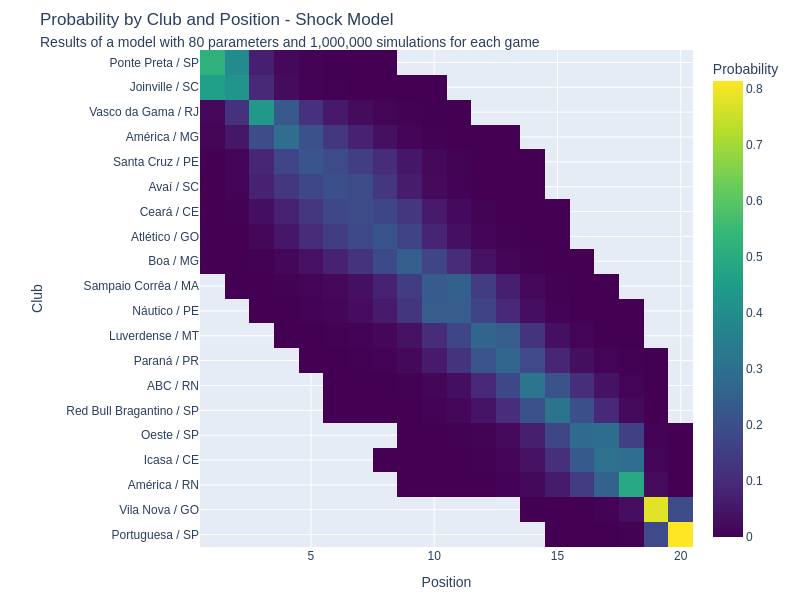 Probability by Club and Position - Shock Model
Results of a model with 80 parameters and 1,000,000 simulations for each game
Probability
Ponte Preta / SP
Joinville / SC
Vasco da Gama / RJ
América / MG
Santa Cruz / PE
Avaí / SC
Ceará / CE
Atlético / GO
Boa / MG
Sampaio Corrêa / MA
Náutico / PE
Luverdense / MT
Paraná / PR
ABC / RN
Red Bull Bragantino / SP
Oeste / SP
Icasa / CE
América / RN
Vila Nova / GO
Portuguesa / SP
Club
5
10
15
20
Position
0.8
0.7
0.6
0.5
0.4
0.3
0.2
0.1
0